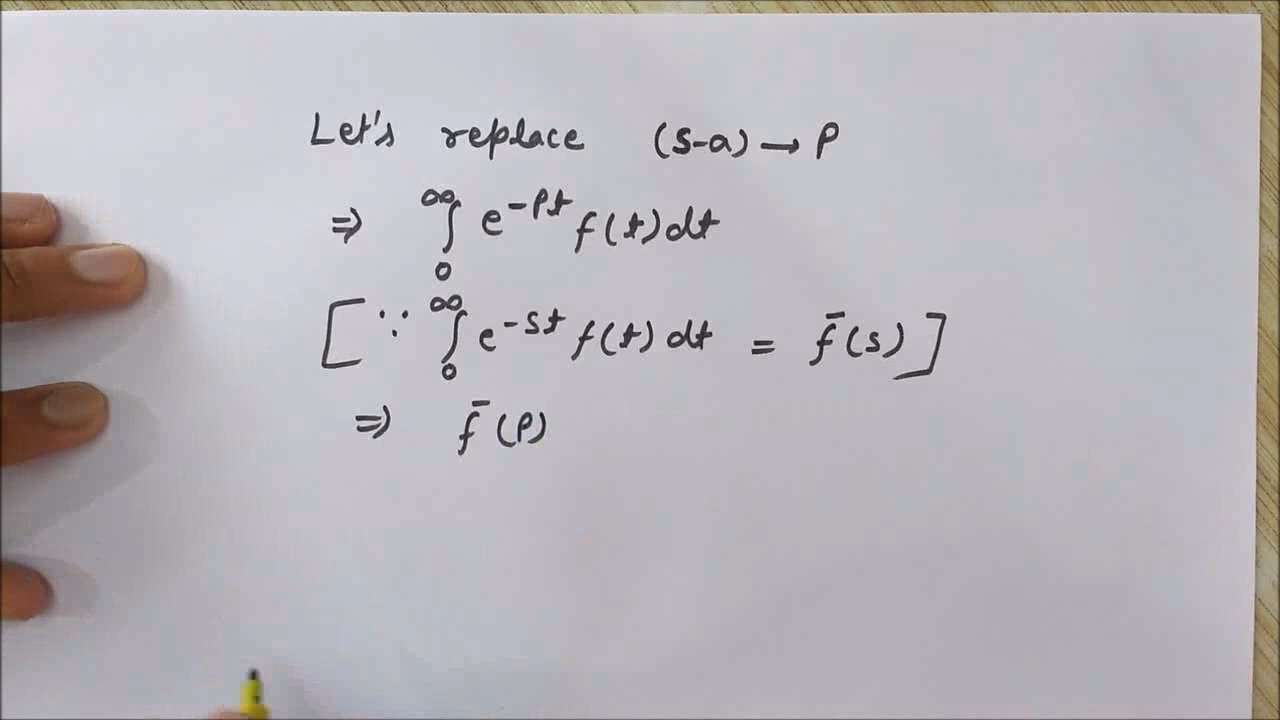 Let's replace (s-a) → p
⇒ ∫₀^∞ e^{-pt} f(t) dt
[∵ ∫₀^∞ e^{-st} f(t) dt = f̄(s)]
⇒ f̄(p)